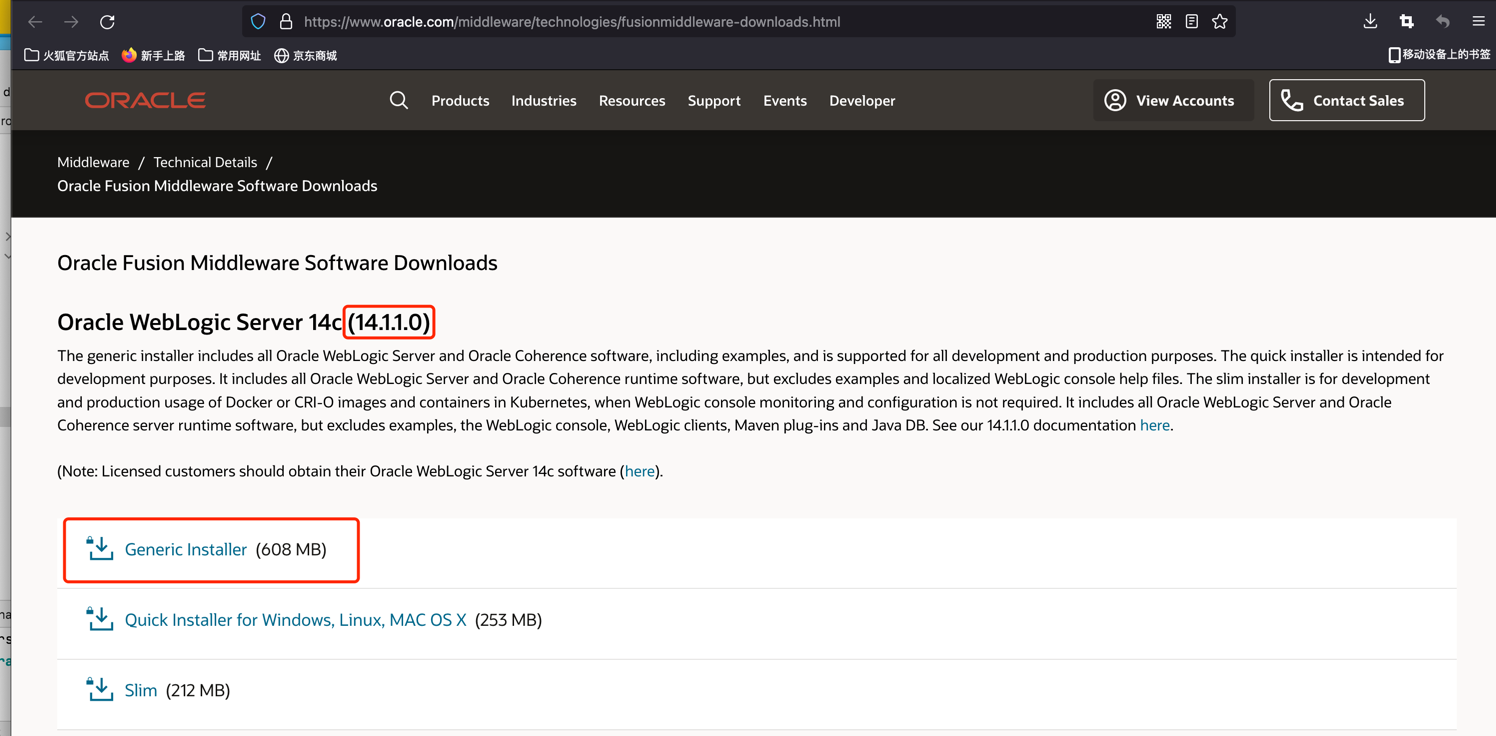 https://www.oracle.com/middleware/technologies/fusionmiddleware-downloads.html
火狐官方站点 新手上路 常用网址 京东商城 移动设备上的书签
ORACLE Products Industries Resources Support Events Developer View Accounts Contact Sales
Middleware / Technical Details /
Oracle Fusion Middleware Software Downloads
Oracle Fusion Middleware Software Downloads
Oracle WebLogic Server 14c (14.1.1.0)
The generic installer includes all Oracle WebLogic Server and Oracle Coherence software, including examples, and is supported for all development and production purposes. The quick installer is intended for
development purposes. It includes all Oracle WebLogic Server and Oracle Coherence runtime software, but excludes examples and localized WebLogic console help files. The slim installer is for development
and production usage of Docker or CRI-O images and containers in Kubernetes, when WebLogic console monitoring and configuration is not required. It includes all Oracle WebLogic Server and Oracle
Coherence server runtime software, but excludes examples, the WebLogic console, WebLogic clients, Maven plug-ins and Java DB. See our 14.1.1.0 documentation here.
(Note: Licensed customers should obtain their Oracle WebLogic Server 14c software (here).
Generic Installer (608 MB)
Quick Installer for Windows, Linux, MAC OS X (253 MB)
Slim (212 MB)